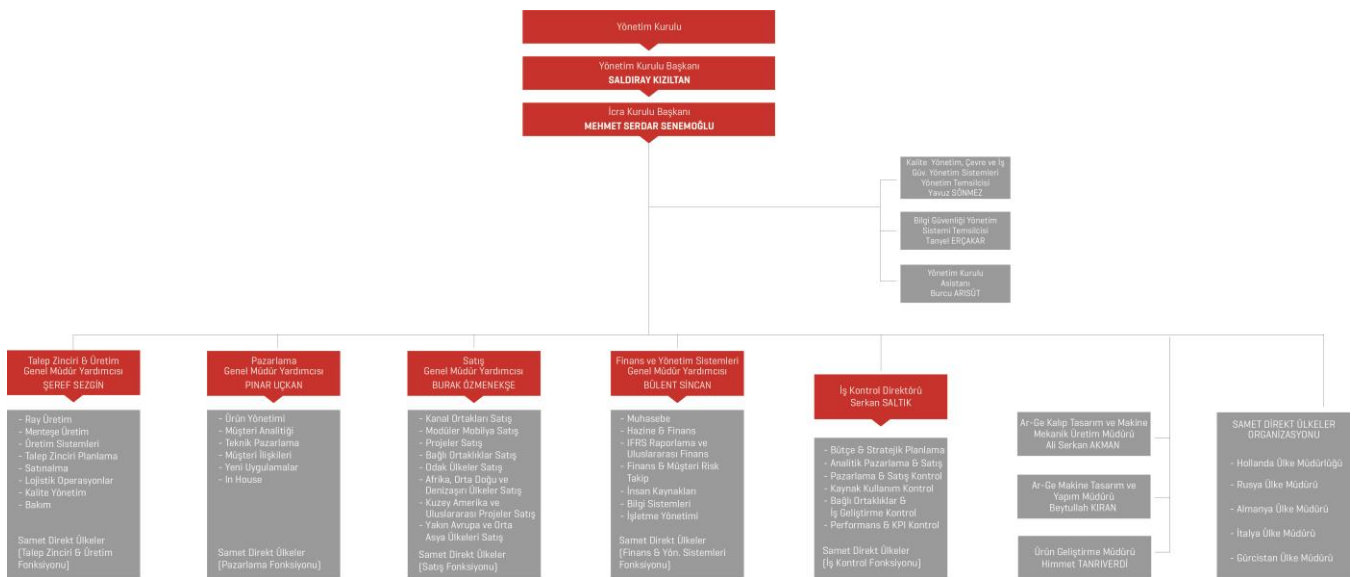 Yönetim Kurulu
Yönetim Kurulu Başkanı
SALDIRAY KIZILTAN
İcra Kurulu Başkanı
MEHMET SERDAR SENEMOĞLU
Kalite Yönetim, Çevre ve İş
Güv. Yönetim Sistemleri
Yönetim Temsilcisi
Yavuz SÖNMEZ
Bilgi Güvenliği Yönetim
Sistemi Temsilcisi
Tanyel ERÇAKAR
Yönetim Kurulu
Asistanı
Burcu ARISÜT
Talep Zinciri & Üretim
Genel Müdür Yardımcısı
ŞEREF SEZGİN
- Ray Üretim
- Menteşe Üretim
- Üretim Sistemleri
- Talep Zinciri Planlama
- Satınalma
- Lojistik Operasyonlar
- Kalite Yönetim
- Bakım
Samet Direkt Ülkeler
[Talep Zinciri & Üretim
Fonksiyonu]
Pazarlama
Genel Müdür Yardımcısı
PINAR UÇKAN
- Ürün Yönetimi
- Müşteri Analitiği
- Teknik Pazarlama
- Müşteri İlişkileri
- Yeni Uygulamalar
- In House
Samet Direkt Ülkeler
[Pazarlama Fonksiyonu]
Satış
Genel Müdür Yardımcısı
BURAK ÖZMENEKŞE
- Kanal Ortakları Satış
- Modüler Mobilya Satış
- Projeler Satış
- Bağlı Ortaklıklar Satış
- Odak Ülkeler Satış
- Afrika, Orta Doğu ve
Denizaşırı Ülkeler Satış
- Kuzey Amerika ve
Uluslararası Projeler Satış
- Yakın Avrupa ve Orta
Asya Ülkeleri Satış
Samet Direkt Ülkeler
[Satış Fonksiyonu]
Finans ve Yönetim Sistemleri
Genel Müdür Yardımcısı
BÜLENT SİNCAN
- Muhasebe
- Hazine & Finans
- IFRS Raporlama ve
Uluslararası Finans
- Finans & Müşteri Risk
Takip
- İnsan Kaynakları
- Bilgi Sistemleri
- İşletme Yönetimi
Samet Direkt Ülkeler
[Finans & Yön. Sistemleri
Fonksiyonu]
İş Kontrol Direktörü
Serkan SALTIK
- Bütçe & Stratejik Planlama
- Analitik Pazarlama & Satış
- Pazarlama & Satış Kontrol
- Kaynak Kullanım Kontrol
- Bağlı Ortaklıklar &
İş Geliştirme Kontrol
- Performans & KPI Kontrol
Samet Direkt Ülkeler
[İş Kontrol Fonksiyonu]
Ar-Ge Kalıp Tasarım ve Makine
Mekanik Üretim Müdürü
Ali Serkan AKMAN
Ar-Ge Makine Tasarım ve
Yapım Müdürü
Beytullah KIRAN
Ürün Geliştirme Müdürü
Himmet TANRIVERDİ
SAMET DİREKT ÜLKELER
ORGANİZASYONU
- Hollanda Ülke Müdürlüğü
- Rusya Ülke Müdürü
- Almanya Ülke Müdürü
- İtalya Ülke Müdürü
- Gürcistan Ülke Müdürü